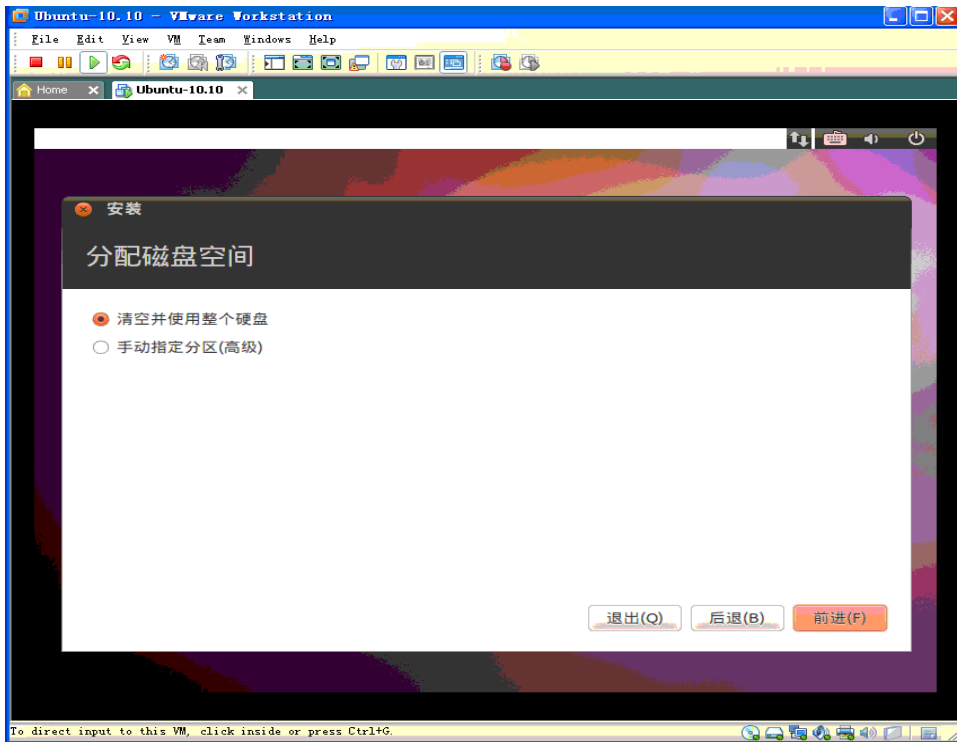 Ubuntu-10.10 - VMware Workstation
File Edit View VM Team Windows Help
Home Ubuntu-10.10
安装
分配磁盘空间
清空并使用整个硬盘
手动指定分区(高级)
退出(Q) 后退(B) 前进(F)
To direct input to this VM, click inside or press Ctrl+G.